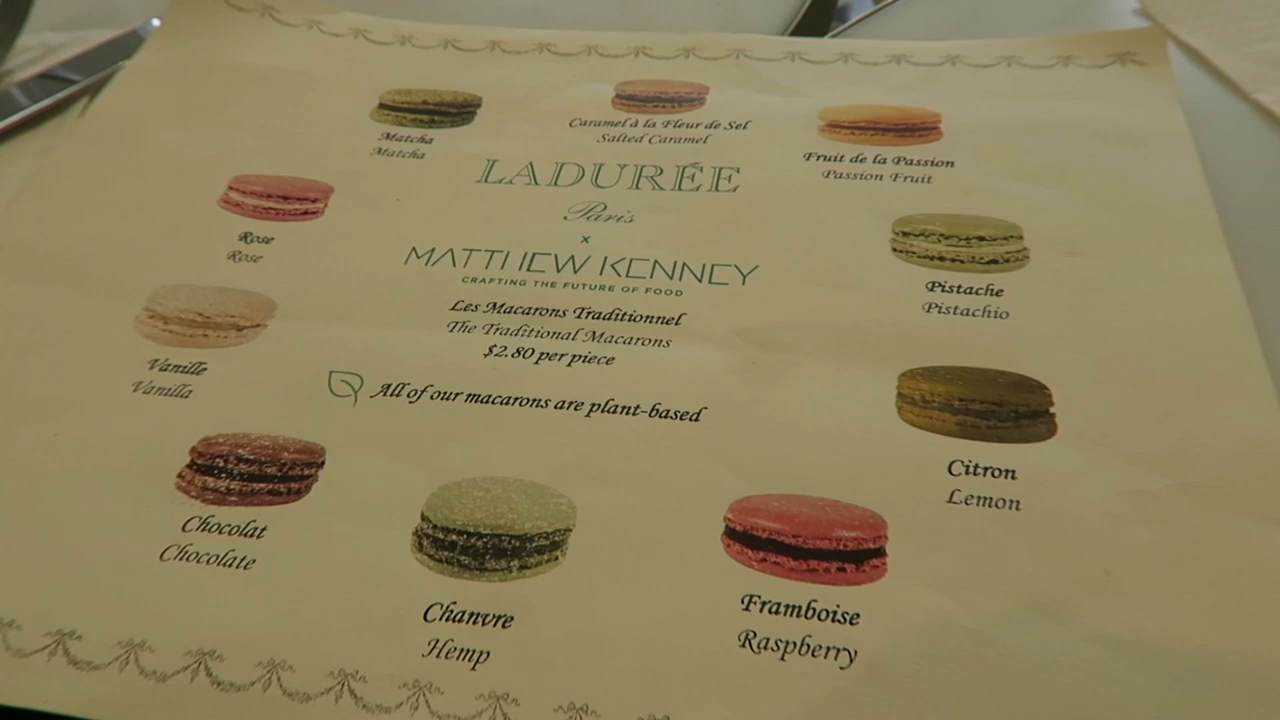 Matcha
Matcha
Caramel à la Fleur de Sel
Salted Caramel
Fruit de la Passion
Passion Fruit
LADURÉE
Paris
x
MATTHEW KENNEY
CRAFTING THE FUTURE OF FOOD
Les Macarons Traditionnel
The Traditional Macarons
$2.80 per piece
All of our macarons are plant-based
Rose
Rose
Pistache
Pistachio
Vanille
Vanilla
Citron
Lemon
Chocolat
Chocolate
Chanvre
Hemp
Framboise
Raspberry